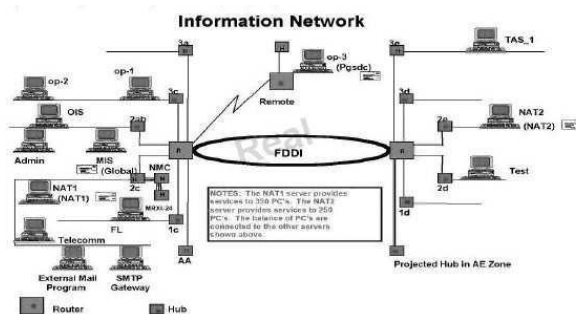 Information Network
3a
H
op-3
(Pgsdc)
TAS_1
op-2
op-1
3c
Remote
3d
OIS
2ab
NAT2
(NAT2)
R
FDDI
R
Real
Admin
MIS
(Global)
NMC
2c
Test
2d
NAT1
(NAT1)
FL
1c
1d
NOTES: The NAT1 server provides
services to 350 PC's. The NAT2
server provides services to 250
PC's. The balance of PC's are
connected to the other servers
shown above.
Telecomm
AA
Projected Hub in AE Zone
External Mail
Program
SMTP
Gateway
Router
Hub